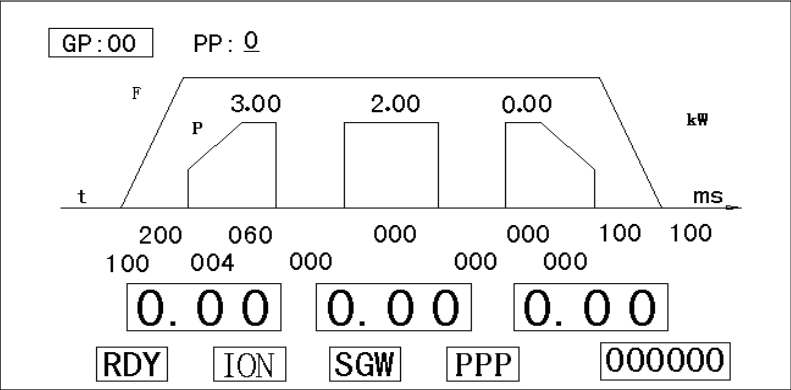 GP:00 PP: 0
F 3.00 2.00 0.00
P kW
t ms
200 060 000 000 100 100
100 004 000 000 000
0.00 0.00 0.00
RDY ION SGW PPP 000000